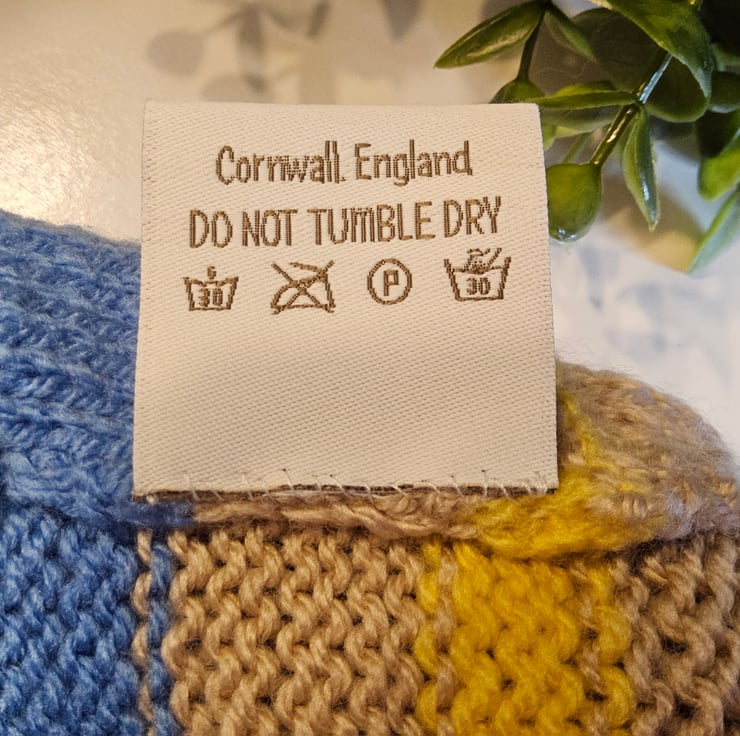 Cornwall. England
DO NOT TUMBLE DRY
30 P 30